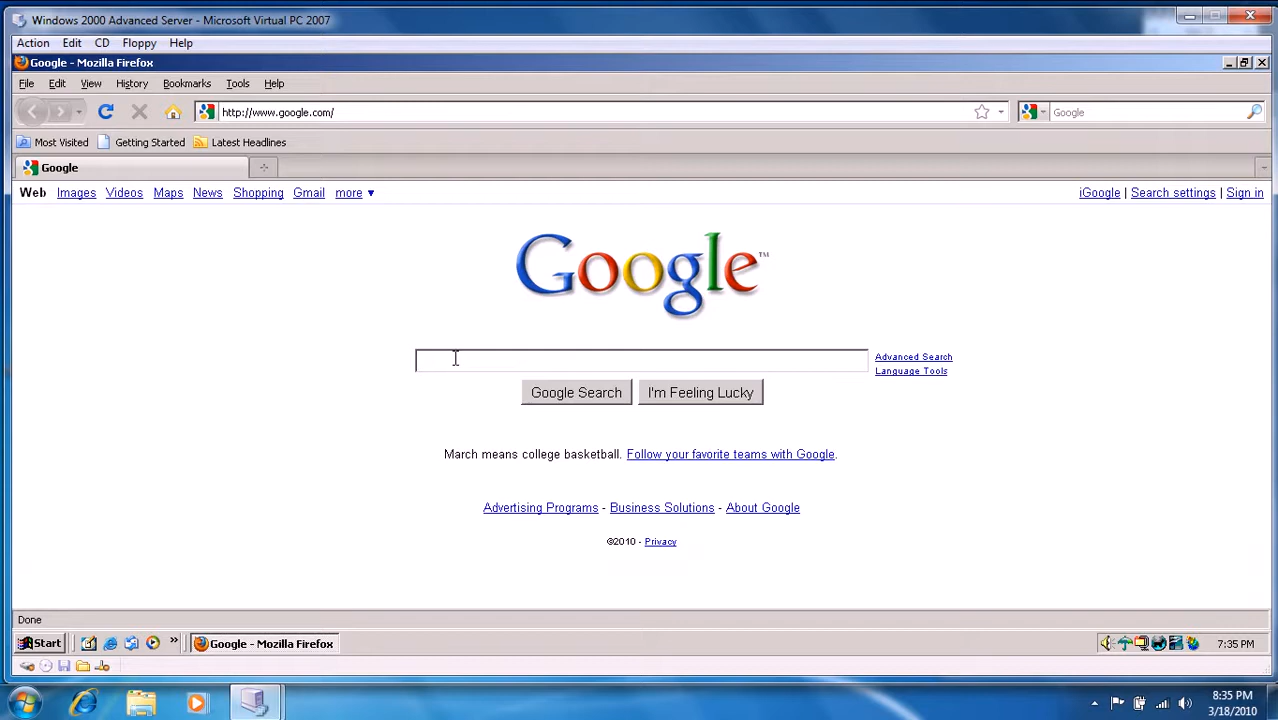 Windows 2000 Advanced Server - Microsoft Virtual PC 2007
Action Edit CD Floppy Help
Google - Mozilla Firefox
File Edit View History Bookmarks Tools Help
http://www.google.com/ Google
Most Visited Getting Started Latest Headlines
Google
Web Images Videos Maps News Shopping Gmail more ▼ iGoogle | Search settings | Sign in
Google™
Advanced Search
Language Tools
Google Search I'm Feeling Lucky
March means college basketball. Follow your favorite teams with Google.
Advertising Programs - Business Solutions - About Google
©2010 - Privacy
Done
Start » Google - Mozilla Firefox 7:35 PM
8:35 PM
3/18/2010